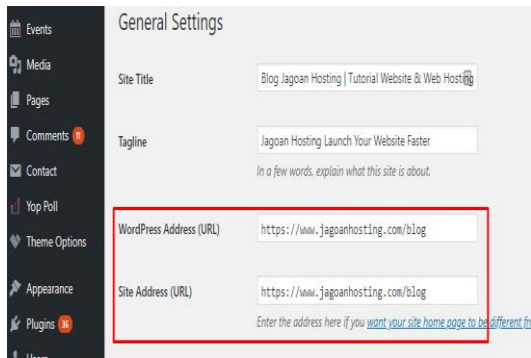 General Settings
Events
Media
Pages
Comments 11
Contact
Yop Poll
Theme Options
Appearance
Plugins 36
Site Title
Blog Jagoan Hosting | Tutorial Website & Web Hosting
Tagline
Jagoan Hosting Launch Your Website Faster
In a few words, explain what this site is about.
WordPress Address (URL)
https://www.jagoanhosting.com/blog
Site Address (URL)
https://www.jagoanhosting.com/blog
Enter the address here if you want your site home page to be different